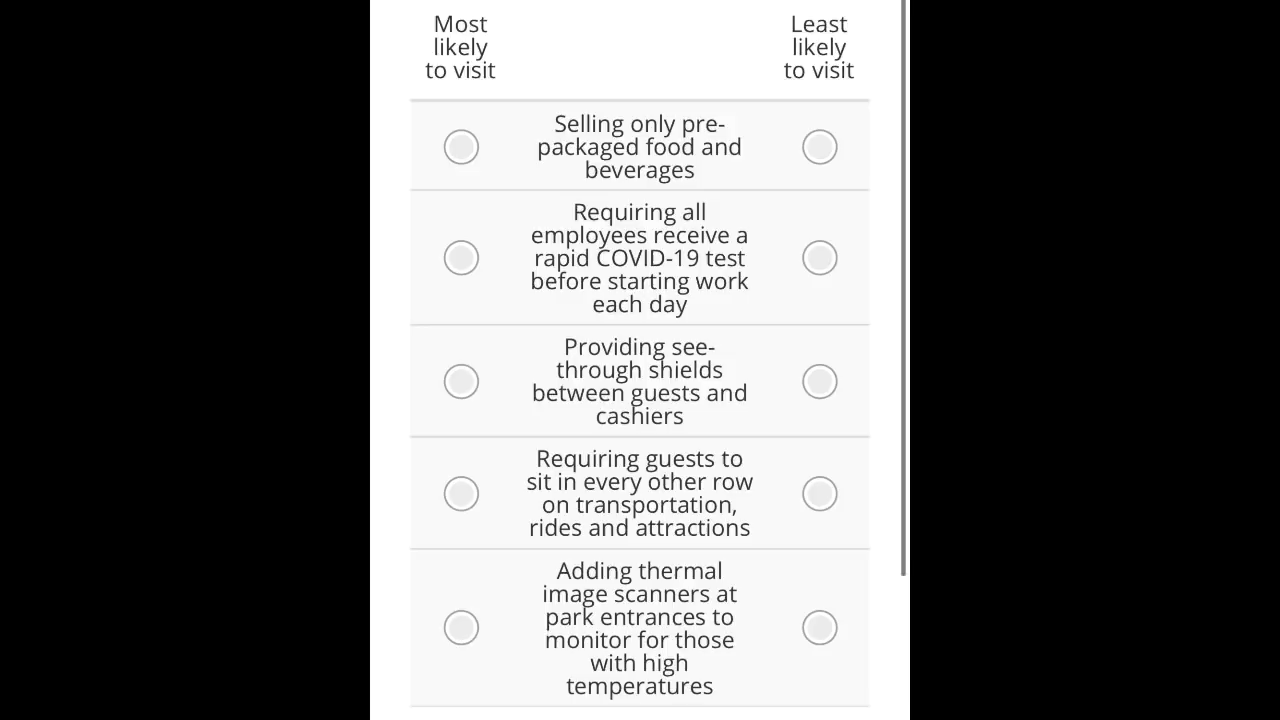 Most
likely
to visit
Least
likely
to visit
Selling only pre-
packaged food and
beverages
Requiring all
employees receive a
rapid COVID-19 test
before starting work
each day
Providing see-
through shields
between guests and
cashiers
Requiring guests to
sit in every other row
on transportation,
rides and attractions
Adding thermal
image scanners at
park entrances to
monitor for those
with high
temperatures